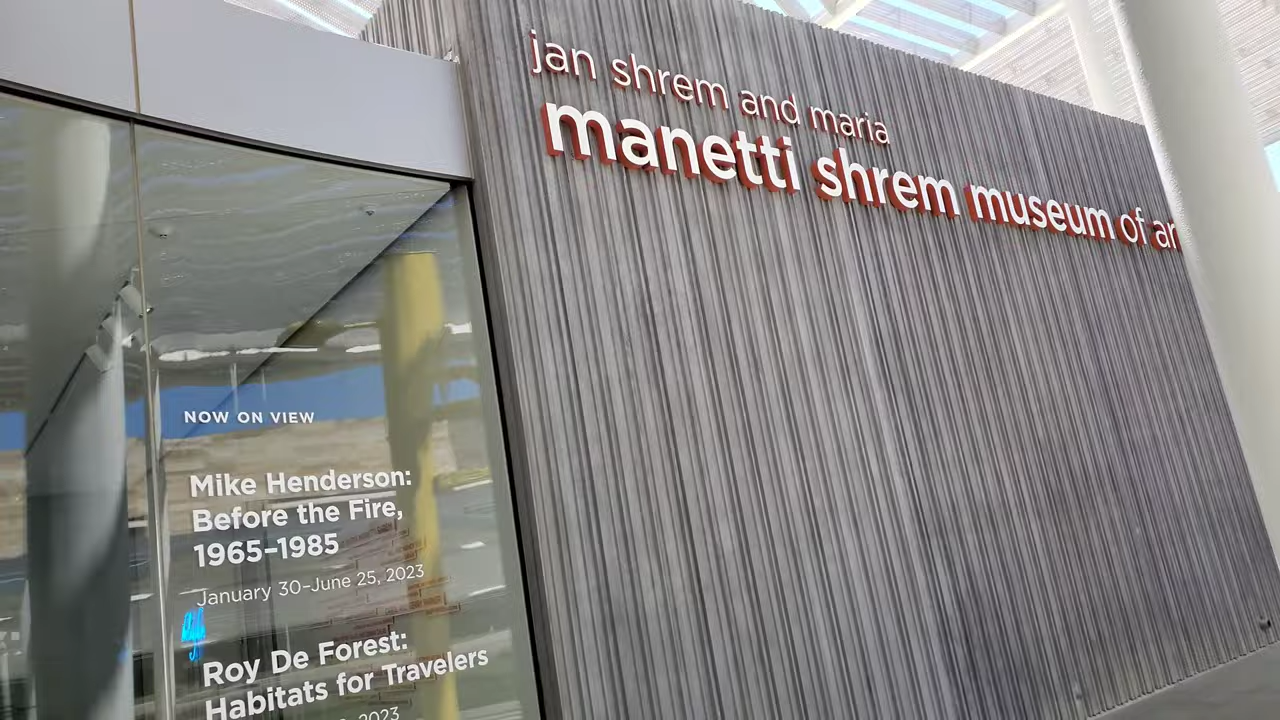 jan shrem and maria
manetti shrem museum of ar
NOW ON VIEW
Mike Henderson:
Before the Fire,
1965–1985
January 30–June 25, 2023
Roy De Forest:
Habitats for Travelers
2023